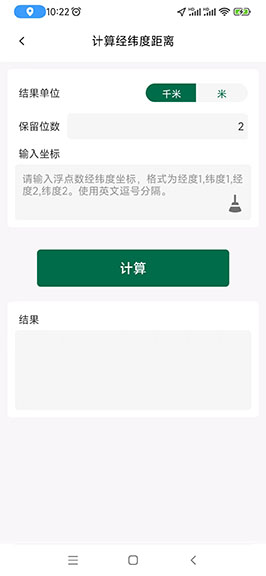 10:22
计算经纬度距离
结果单位 千米 米
保留位数 2
输入坐标
请输入浮点数经纬度坐标，格式为经度1,纬度1,经
度2,纬度2。使用英文逗号分隔。
计算
结果